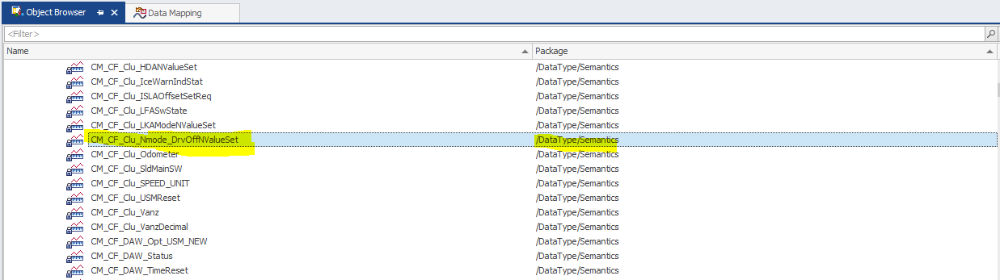 Object Browser Data Mapping
<Filter>
Name Package
CM_CF_Clu_HDANValueSet /DataType/Semantics
CM_CF_Clu_IceWarnIndStat /DataType/Semantics
CM_CF_Clu_ISLAOffsetSetReq /DataType/Semantics
CM_CF_Clu_LFASwState /DataType/Semantics
CM_CF_Clu_LKAModeNValueSet /DataType/Semantics
CM_CF_Clu_Nmode_DrvOffNValueSet /DataType/Semantics
CM_CF_Clu_Odometer /DataType/Semantics
CM_CF_Clu_SldMainSW /DataType/Semantics
CM_CF_Clu_SPEED_UNIT /DataType/Semantics
CM_CF_Clu_USMReset /DataType/Semantics
CM_CF_Clu_Vanz /DataType/Semantics
CM_CF_Clu_VanzDecimal /DataType/Semantics
CM_CF_DAW_Opt_USM_NEW /DataType/Semantics
CM_CF_DAW_Status /DataType/Semantics
CM_CF_DAW_TimeReset /DataType/Semantics